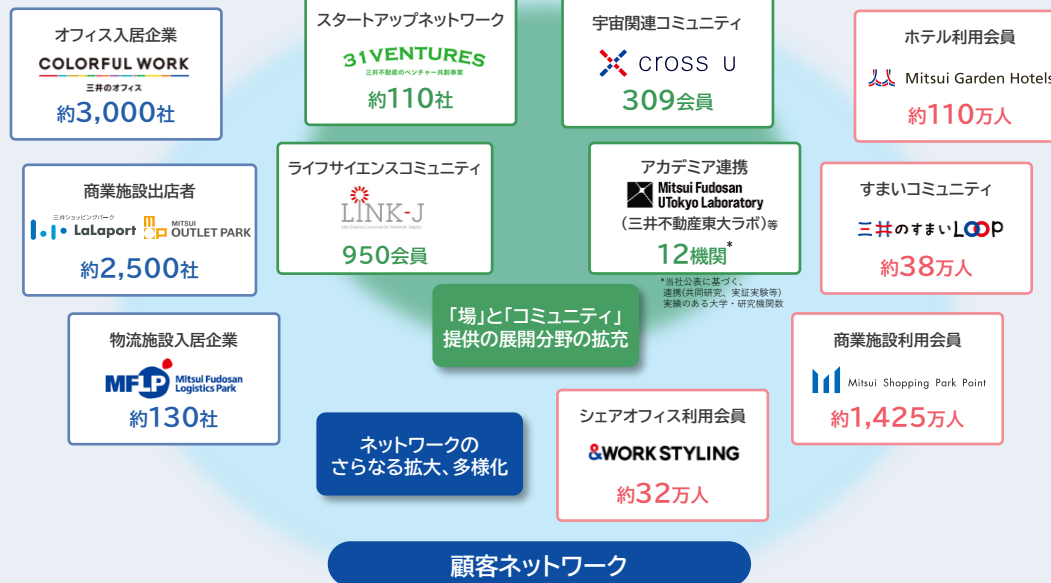 オフィス入居企業
COLORFUL WORK
三井のオフィス
約3,000社
スタートアップネットワーク
31VENTURES
三井不動産のベンチャー共創事業
約110社
宇宙関連コミュニティ
cross U
309会員
ホテル利用会員
Mitsui Garden Hotels
約110万人
商業施設出店者
三井ショッピングパーク
LaLaport
MITSUI
OUTLET PARK
約2,500社
ライフサイエンスコミュニティ
LINK-J
950会員
アカデミア連携
Mitsui Fudosan
UTokyo Laboratory
(三井不動産東大ラボ)等
12機関*
*当社公表に基づく、
連携(共同研究、実証実験等)
実績のある大学・研究機関数
すまいコミュニティ
三井のすまいLOOP
約38万人
「場」と「コミュニティ」
提供の展開分野の拡充
物流施設入居企業
MFLP
Mitsui Fudosan
Logistics Park
約130社
商業施設利用会員
Mitsui Shopping Park Point
約1,425万人
ネットワークの
さらなる拡大、多様化
シェアオフィス利用会員
&WORK STYLING
約32万人
顧客ネットワーク